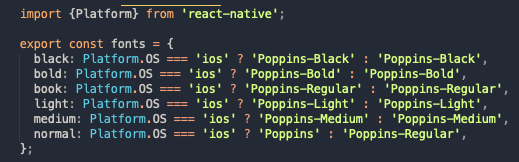 import {Platform} from 'react-native';
export const fonts = {
black: Platform.OS === 'ios' ? 'Poppins-Black' : 'Poppins-Black',
bold: Platform.OS === 'ios' ? 'Poppins-Bold' : 'Poppins-Bold',
book: Platform.OS === 'ios' ? 'Poppins-Regular' : 'Poppins-Regular',
light: Platform.OS === 'ios' ? 'Poppins-Light' : 'Poppins-Light',
medium: Platform.OS === 'ios' ? 'Poppins-Medium' : 'Poppins-Medium',
normal: Platform.OS === 'ios' ? 'Poppins' : 'Poppins-Regular',
};